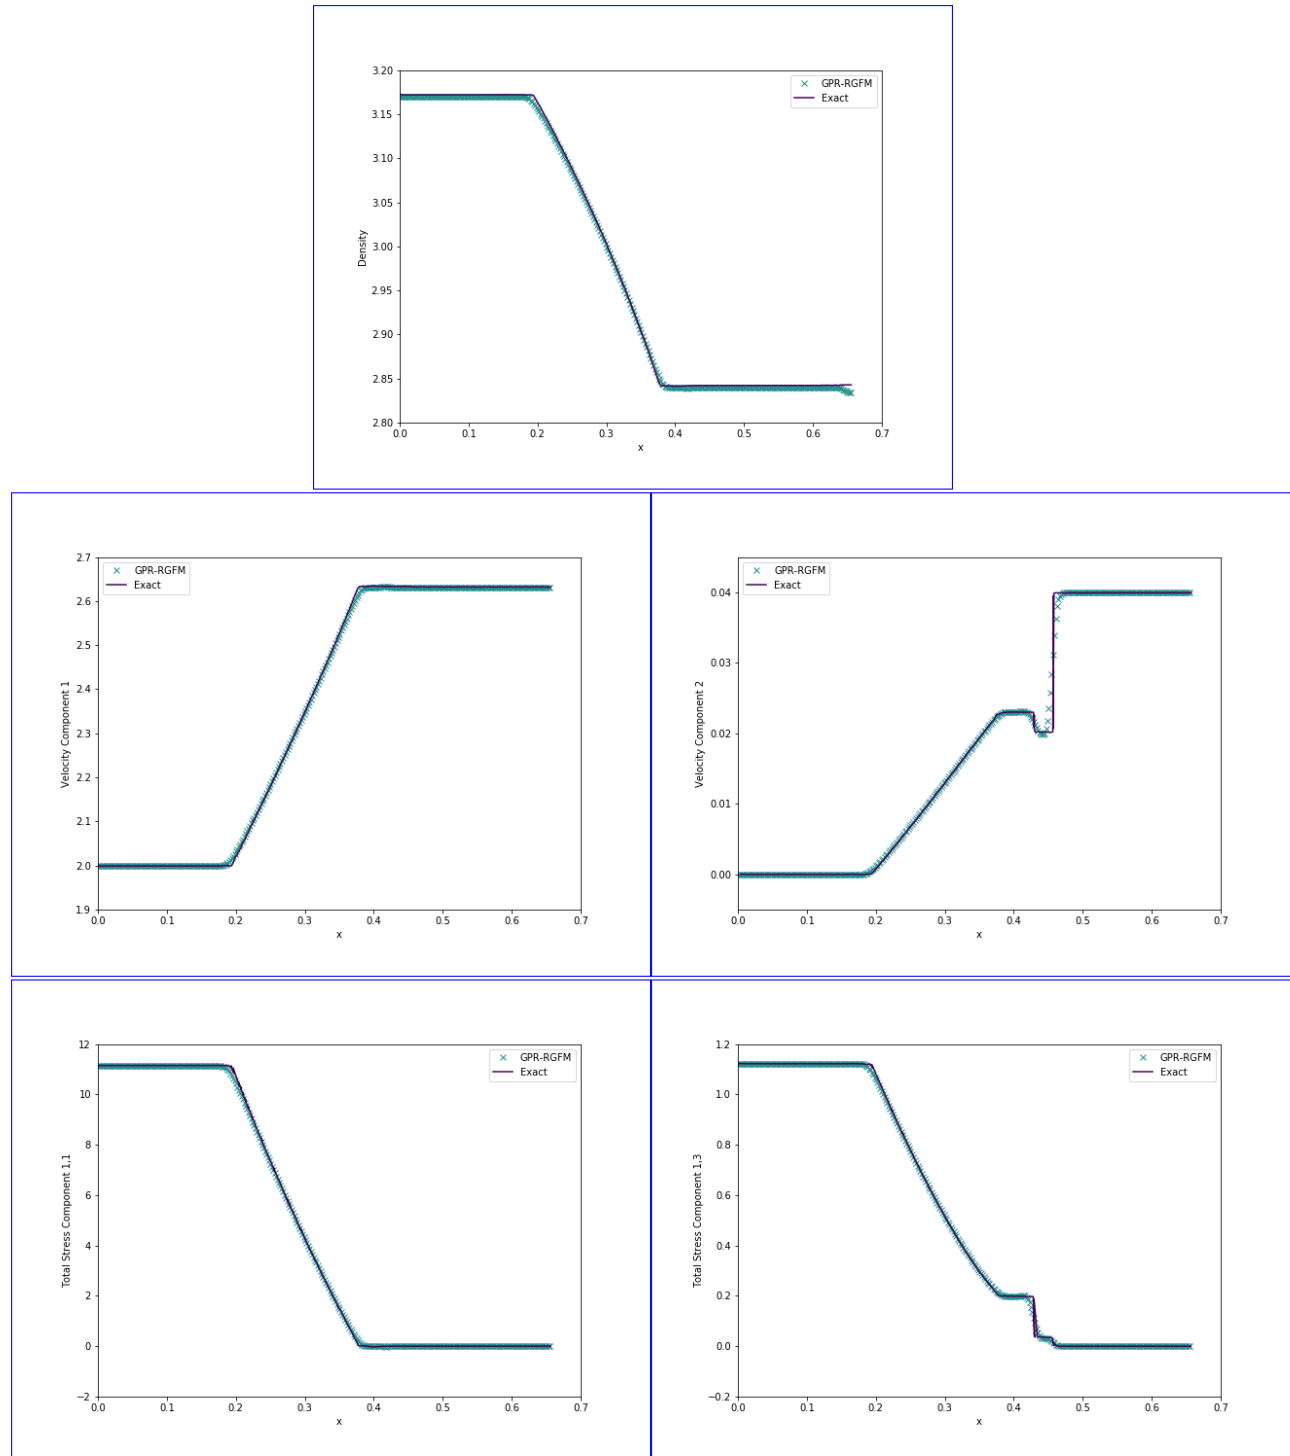 3.20
3.15
3.10
3.05
3.00
2.95
2.90
2.85
2.80
Density
GPR-RGFM
Exact
0.0 0.1 0.2 0.3 0.4 0.5 0.6 0.7
x
2.7
2.6
2.5
2.4
2.3
2.2
2.1
2.0
1.9
Velocity Component 1
GPR-RGFM
Exact
0.0 0.1 0.2 0.3 0.4 0.5 0.6 0.7
x
0.04
0.03
0.02
0.01
0.00
Velocity Component 2
GPR-RGFM
Exact
0.0 0.1 0.2 0.3 0.4 0.5 0.6 0.7
x
12
10
8
6
4
2
0
−2
Total Stress Component 1,1
GPR-RGFM
Exact
0.0 0.1 0.2 0.3 0.4 0.5 0.6 0.7
x
1.2
1.0
0.8
0.6
0.4
0.2
0.0
−0.2
Total Stress Component 1,3
GPR-RGFM
Exact
0.0 0.1 0.2 0.3 0.4 0.5 0.6 0.7
x